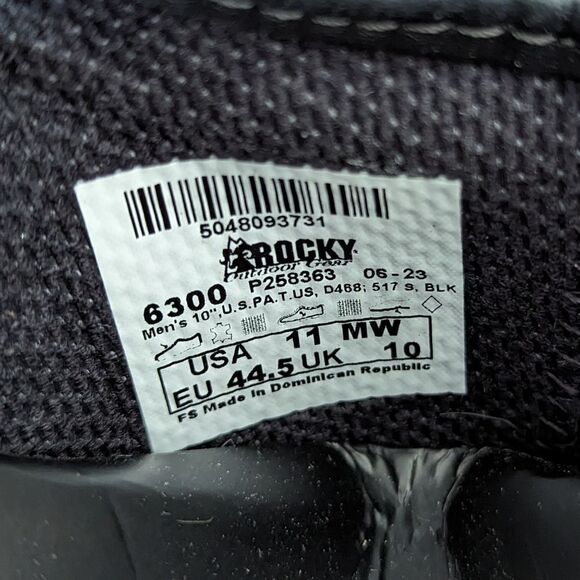 5048093731
ROCKY
Outdoor Gear
6300 P258363 06-23
Men's 10", U.S.PA.T.US, D468; 517 S, BLK
USA 11 MW
EU 44.5 UK 10
FS Made in Dominican Republic